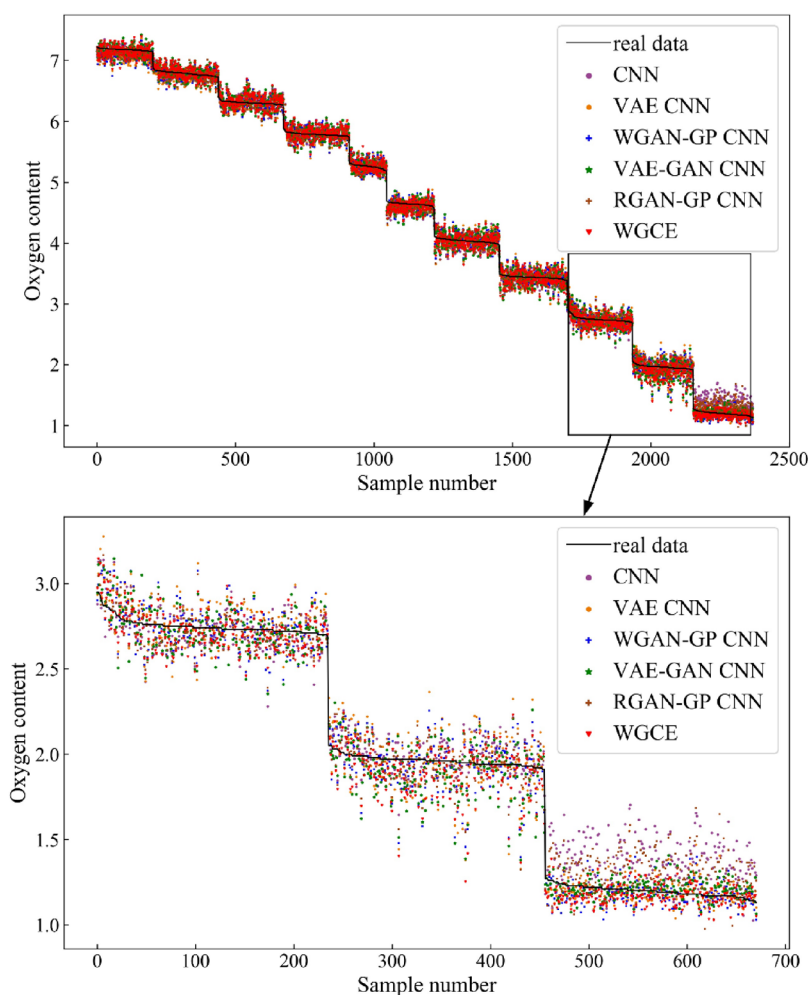 7
6
5
4
3
2
1
Oxygen content
real data
CNN
VAE CNN
WGAN-GP CNN
VAE-GAN CNN
RGAN-GP CNN
WGCE
0 500 1000 1500 2000 2500
Sample number
3.0
2.5
2.0
1.5
1.0
Oxygen content
real data
CNN
VAE CNN
WGAN-GP CNN
VAE-GAN CNN
RGAN-GP CNN
WGCE
0 100 200 300 400 500 600 700
Sample number